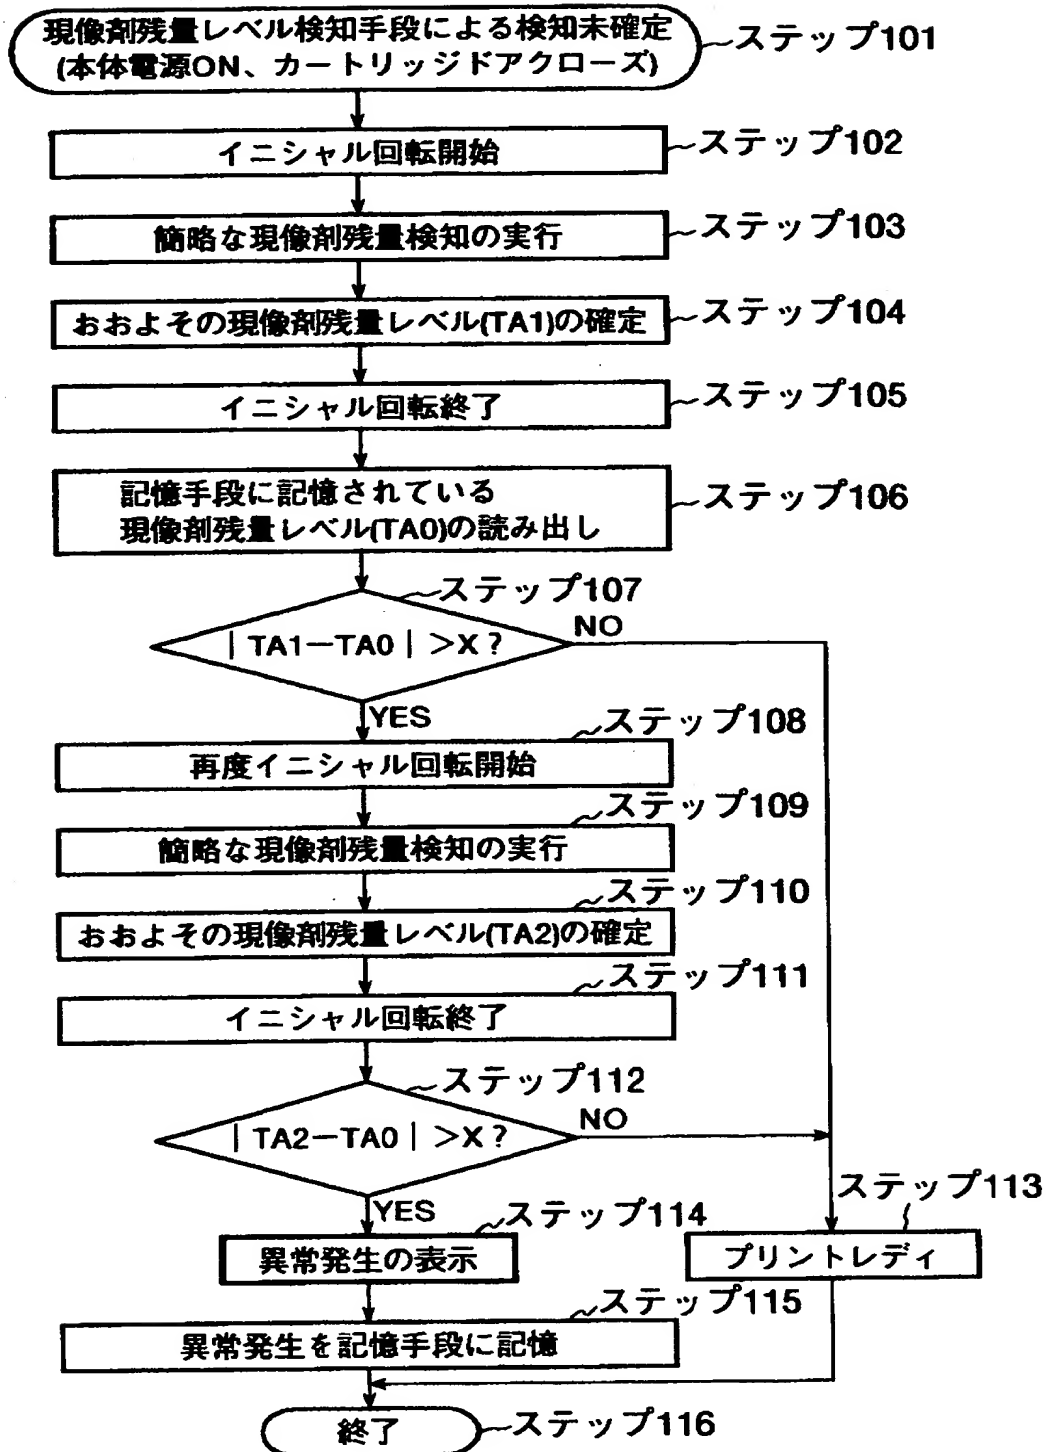 現像剤残量レベル検知手段による検知未確定
(本体電源ON、カートリッジドアクローズ)
ステップ101
イニシャル回転開始
ステップ102
簡略な現像剤残量検知の実行
ステップ103
おおよその現像剤残量レベル(TA1)の確定
ステップ104
イニシャル回転終了
ステップ105
記憶手段に記憶されている
現像剤残量レベル(TA0)の読み出し
ステップ106
ステップ107
|TA1−TA0|>X?
NO
YES
ステップ108
再度イニシャル回転開始
ステップ109
簡略な現像剤残量検知の実行
ステップ110
おおよその現像剤残量レベル(TA2)の確定
ステップ111
イニシャル回転終了
ステップ112
|TA2−TA0|>X?
NO
YES
ステップ113
プリントレディ
ステップ114
異常発生の表示
ステップ115
異常発生を記憶手段に記憶
終了
ステップ116